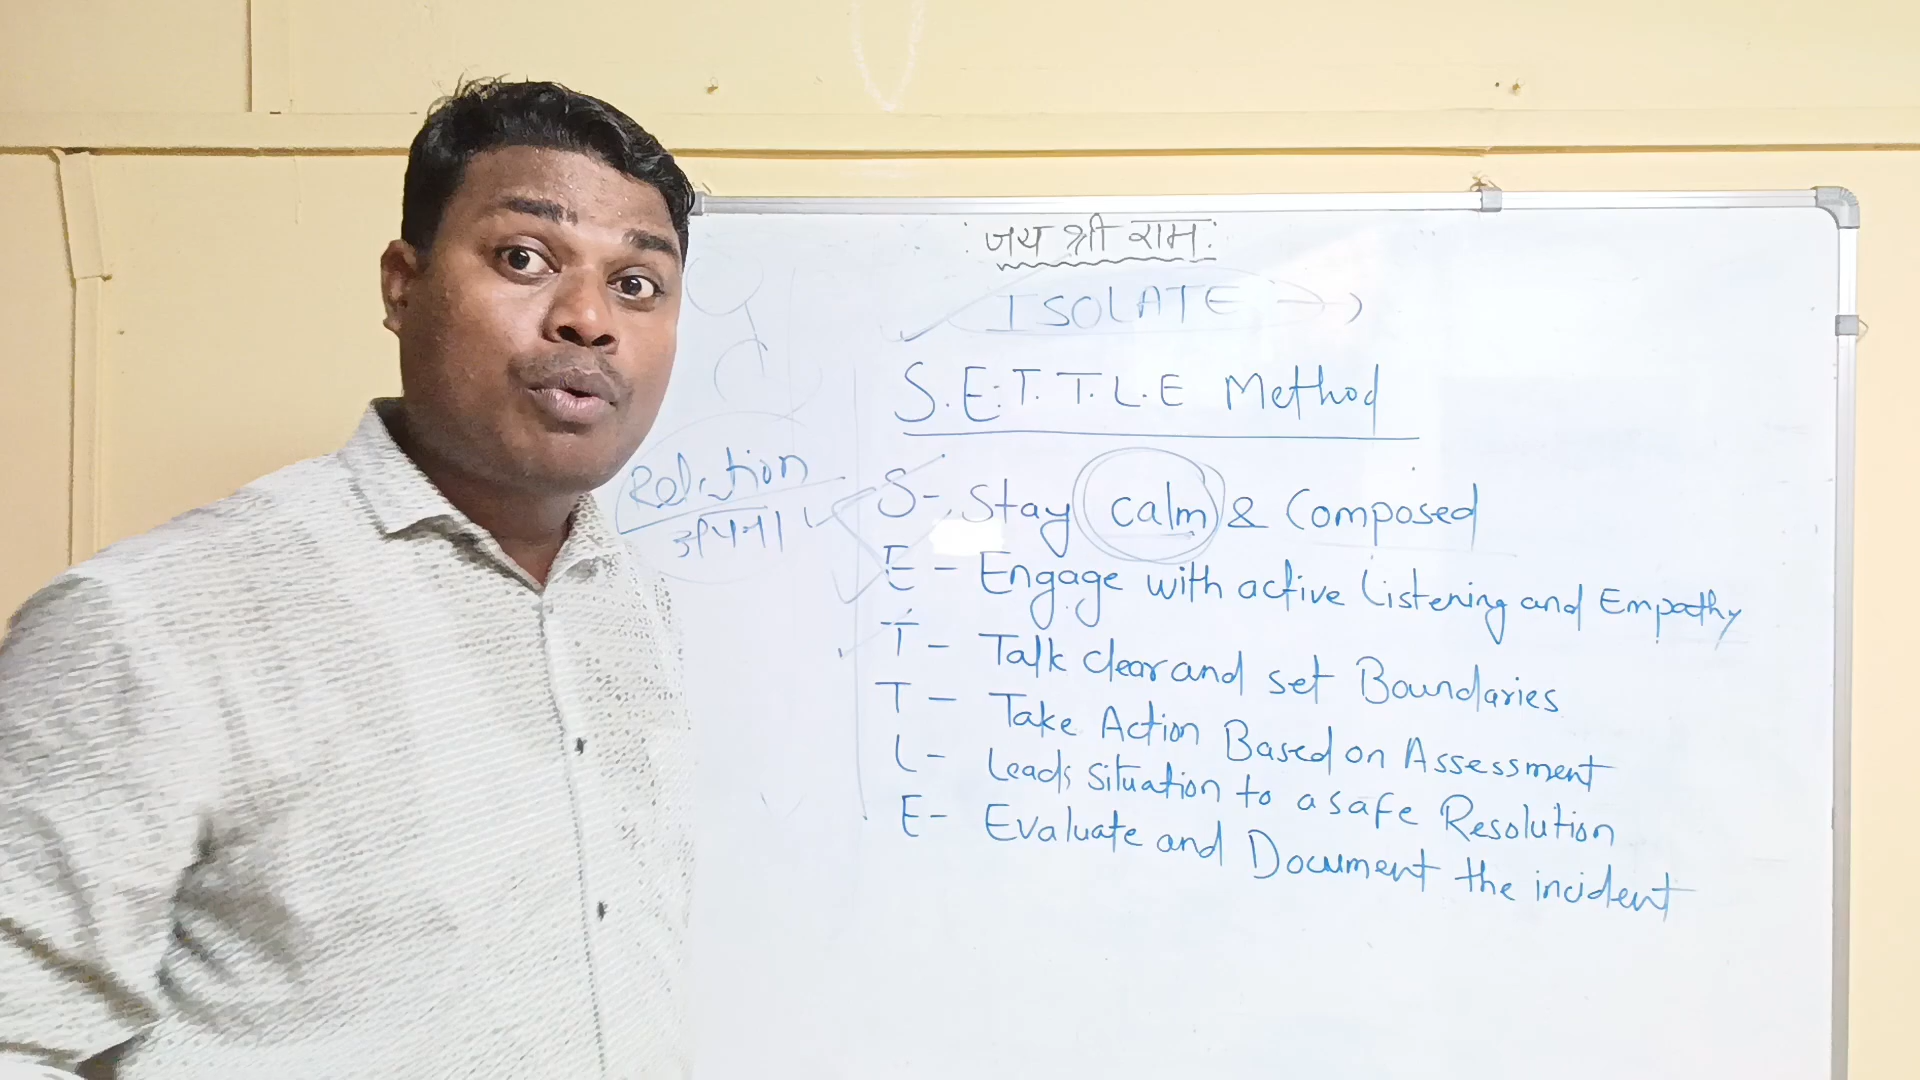 जय श्री राम
ISOLATE
S.E.T.T.L.E Method
Relation
अपना
S- Stay calm & Composed
E - Engage with active Listening and Empathy
T - Talk clear and set Boundaries
T - Take Action Based on Assessment
L - Leads situation to a safe Resolution
E - Evaluate and Document the incident